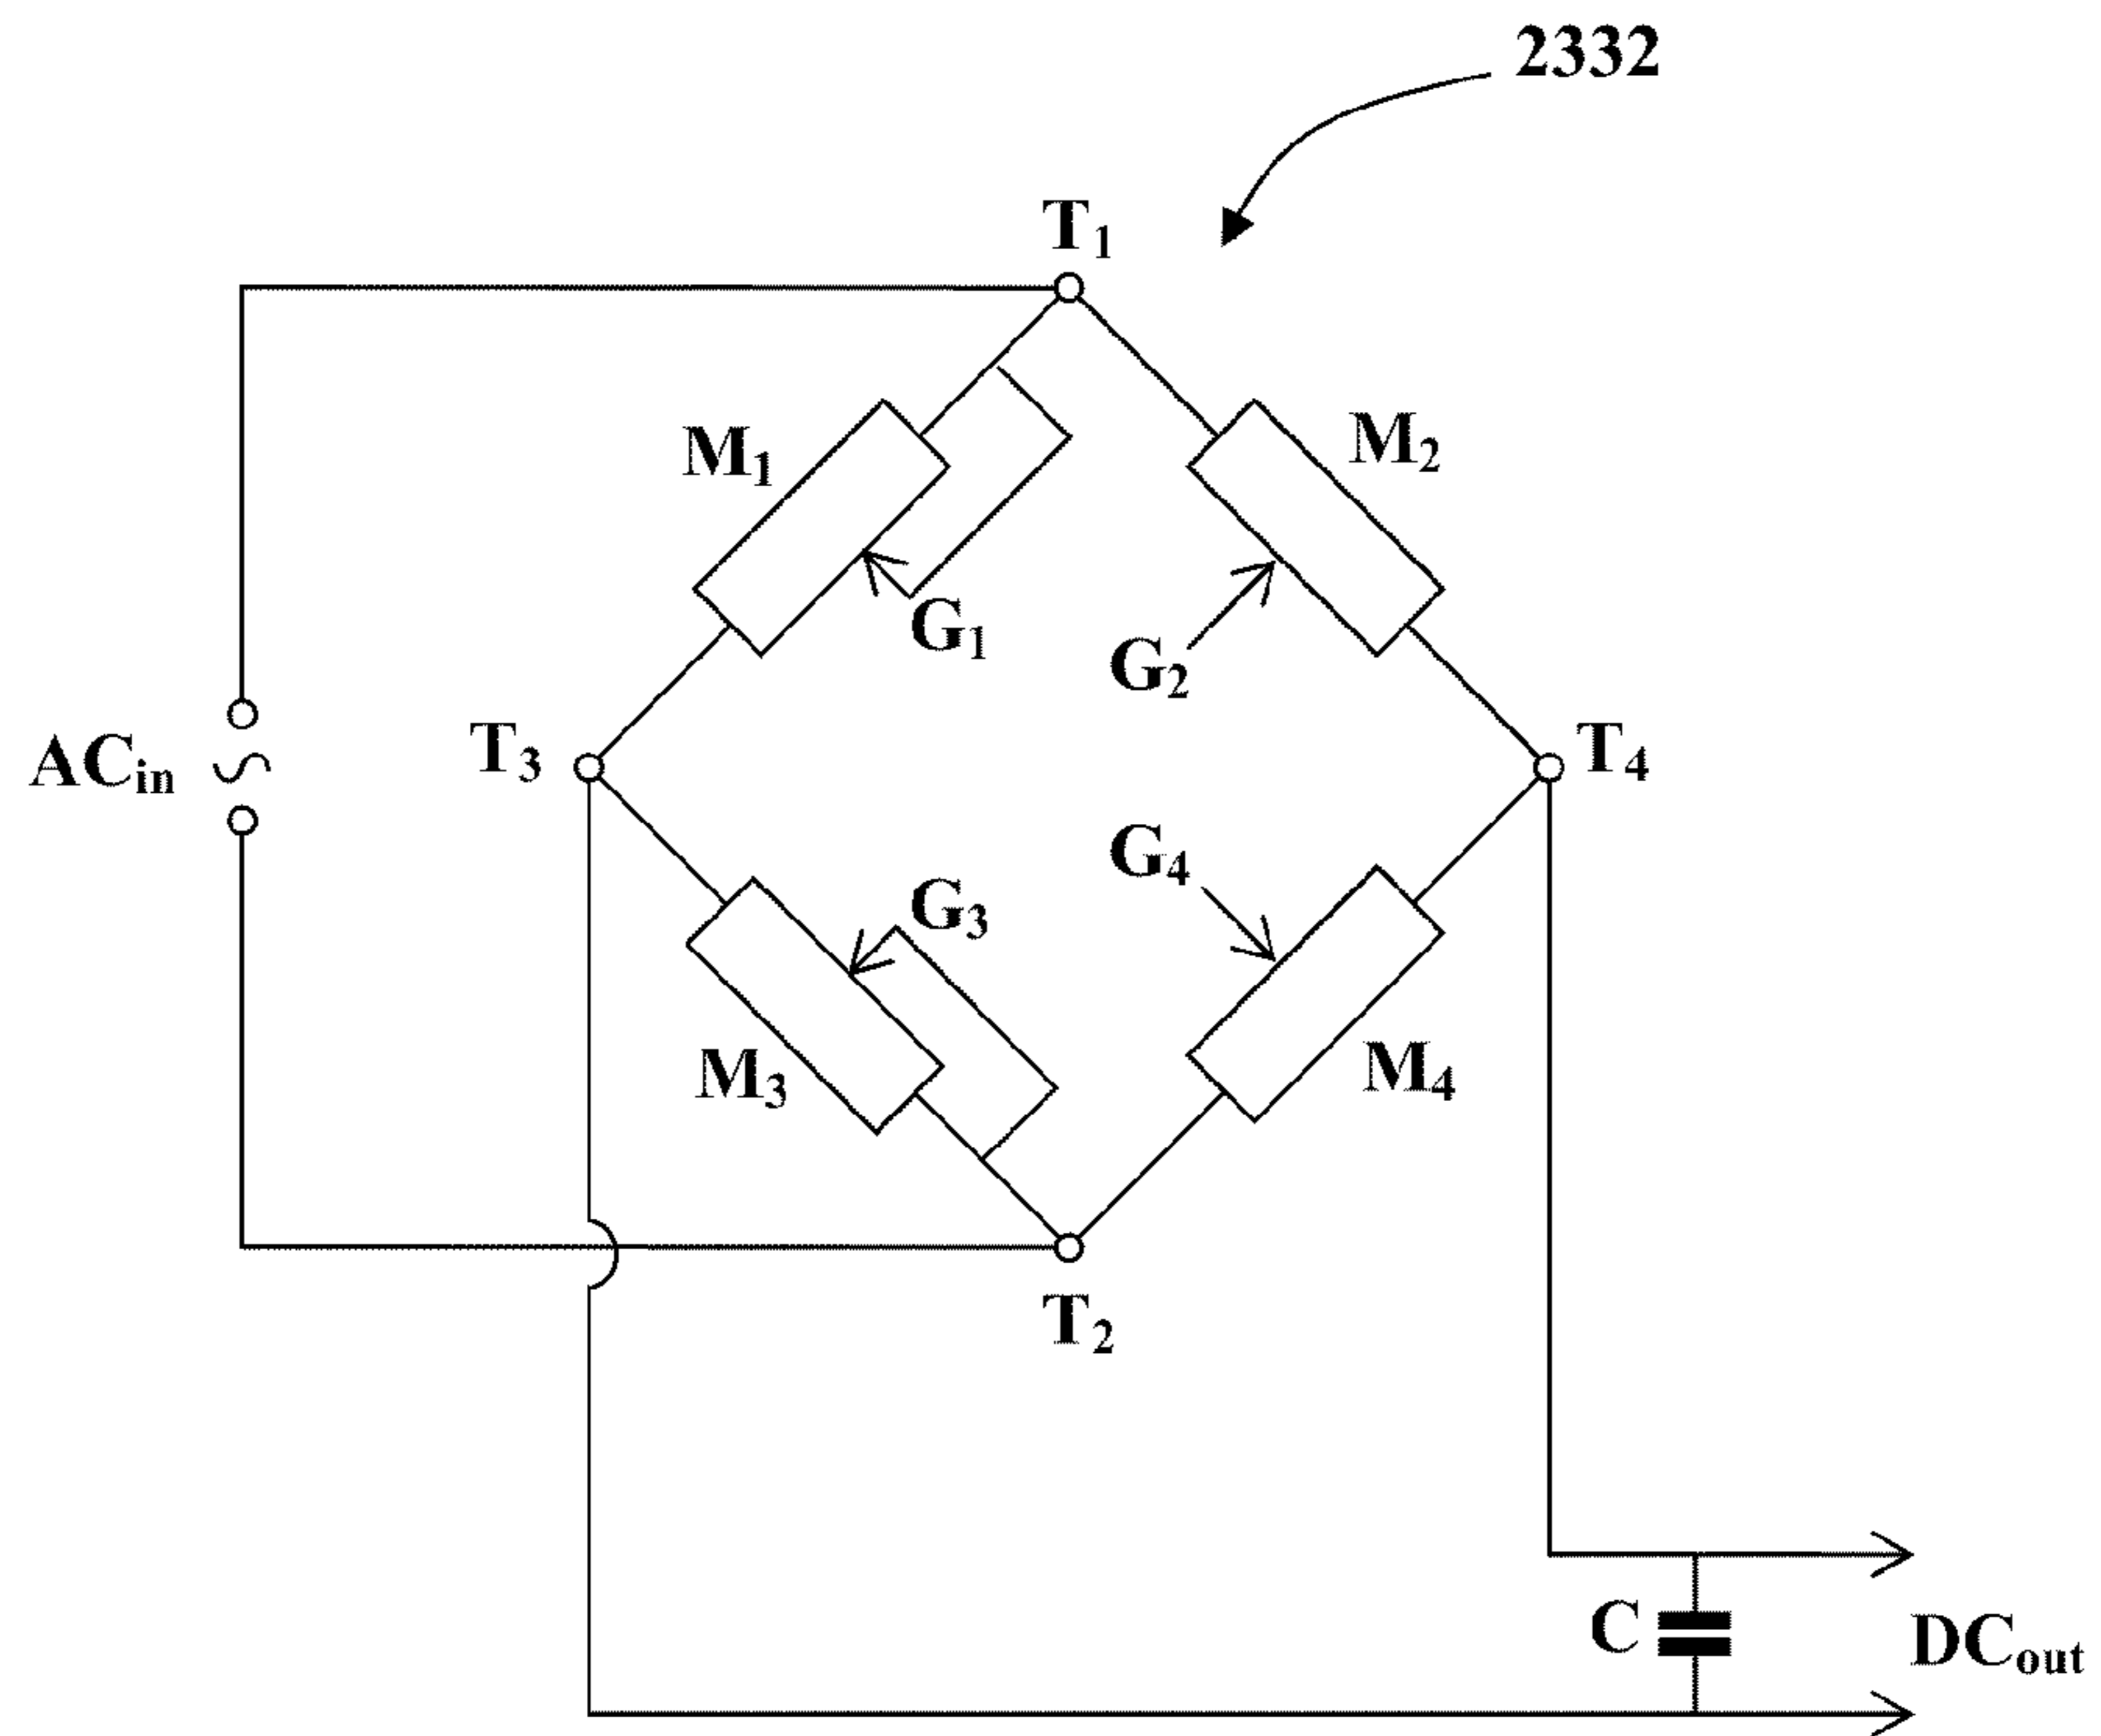 2332
T₁
M₁
M₂
G₁
G₂
T₃
T₄
ACin
G₄
G₃
M₃
M₄
T₂
C
DCout